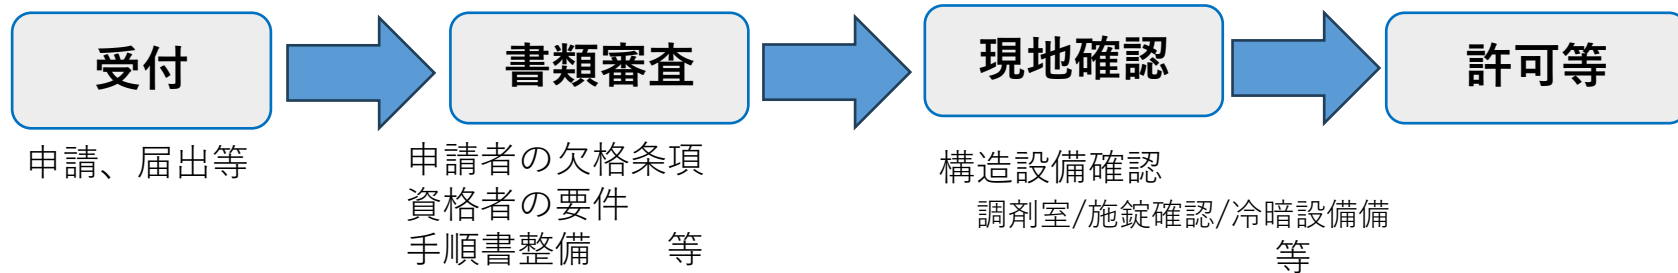 受付
書類審査
現地確認
許可等
申請、届出等
申請者の欠格条項
資格者の要件
手順書整備 等
構造設備確認
調剤室/施錠確認/冷暗設備備
等